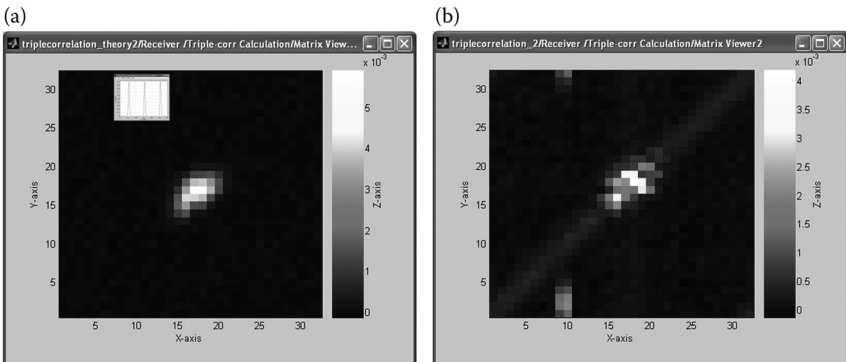 (a)
triplecorrelation_theory2/Receiver /Triple-corr Calculation/Matrix View...
x 10⁻³
30
25
20
15
10
5
Y-axis
5 10 15 20 25 30
X-axis
5
4
3
2
1
0
Z-axis
(b)
triplecorrelation_2/Receiver /Triple-corr Calculation/Matrix Viewer2
x 10⁻³
30
25
20
15
10
5
Y-axis
5 10 15 20 25 30
X-axis
4
3.5
3
2.5
2
1.5
1
0.5
0
Z-axis